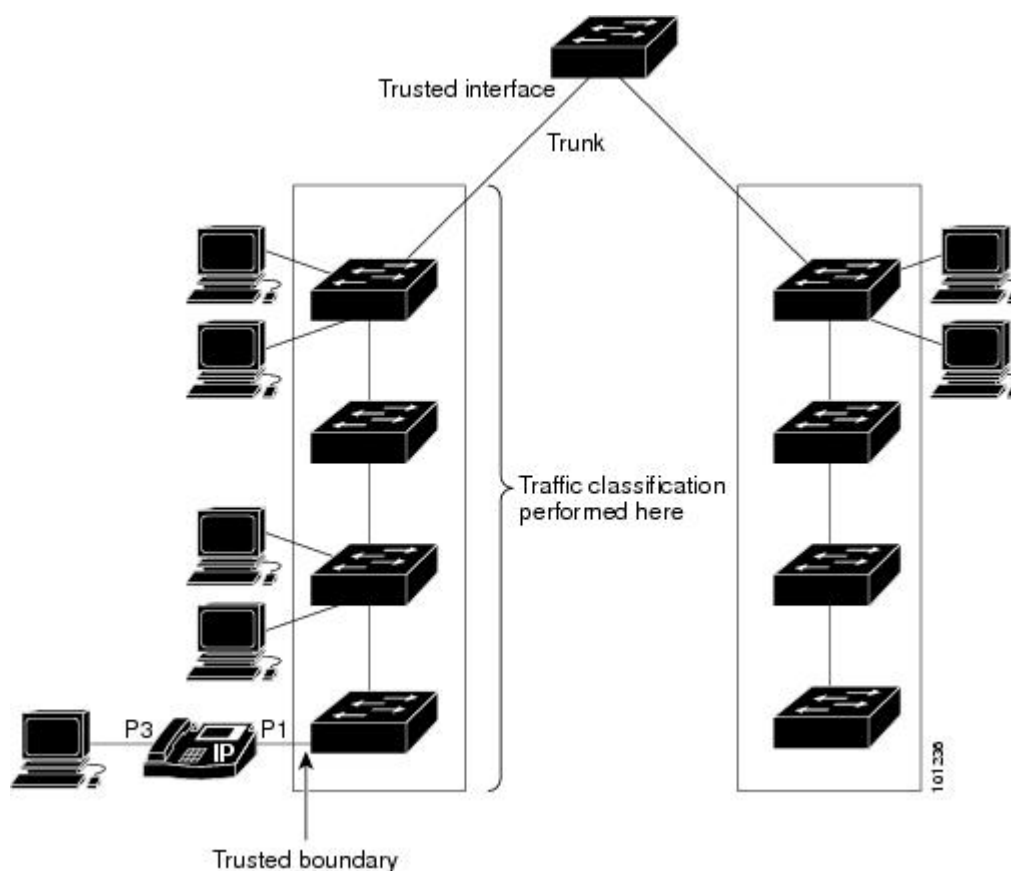 Trusted interface
Trunk
Traffic classification
performed here
P3
IP
P1
Trusted boundary
101236